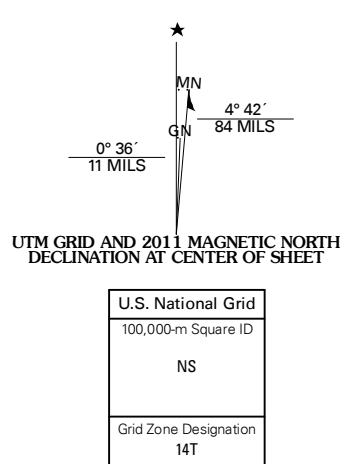 ★
MN
GN
4° 42´
84 MILS
0° 36´
11 MILS
UTM GRID AND 2011 MAGNETIC NORTH
DECLINATION AT CENTER OF SHEET
U.S. National Grid
100,000-m Square ID
NS
Grid Zone Designation
14T